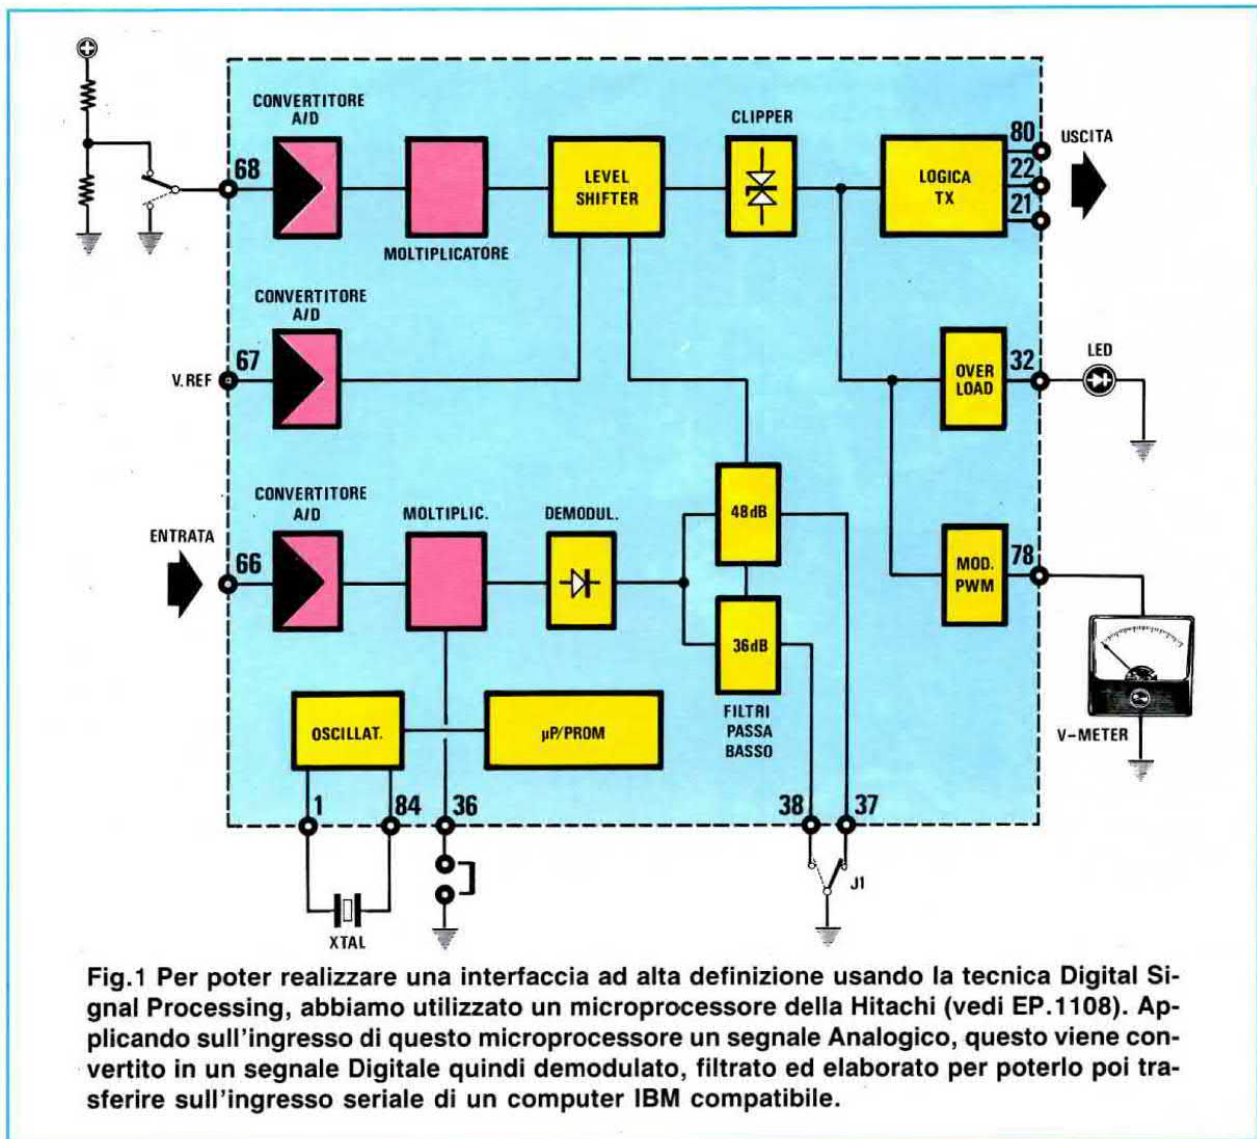 CONVERTITORE
A/D
68
MOLTIPLICATORE
LEVEL
SHIFTER
CLIPPER
LOGICA
TX
80
22
21
USCITA
CONVERTITORE
A/D
V.REF
67
OVER
LOAD
32
LED
ENTRATA
CONVERTITORE
A/D
66
MOLTIPLIC.
DEMODUL.
48dB
36dB
FILTRI
PASSA
BASSO
MOD.
PWM
78
V-METER
OSCILLAT.
µP/PROM
1
84
36
38
37
XTAL
J1
Fig.1 Per poter realizzare una interfaccia ad alta definizione usando la tecnica Digital Si-
gnal Processing, abbiamo utilizzato un microprocessore della Hitachi (vedi EP.1108). Ap-
plicando sull'ingresso di questo microprocessore un segnale Analogico, questo viene con-
vertito in un segnale Digitale quindi demodulato, filtrato ed elaborato per poterlo poi tra-
sferire sull'ingresso seriale di un computer IBM compatibile.